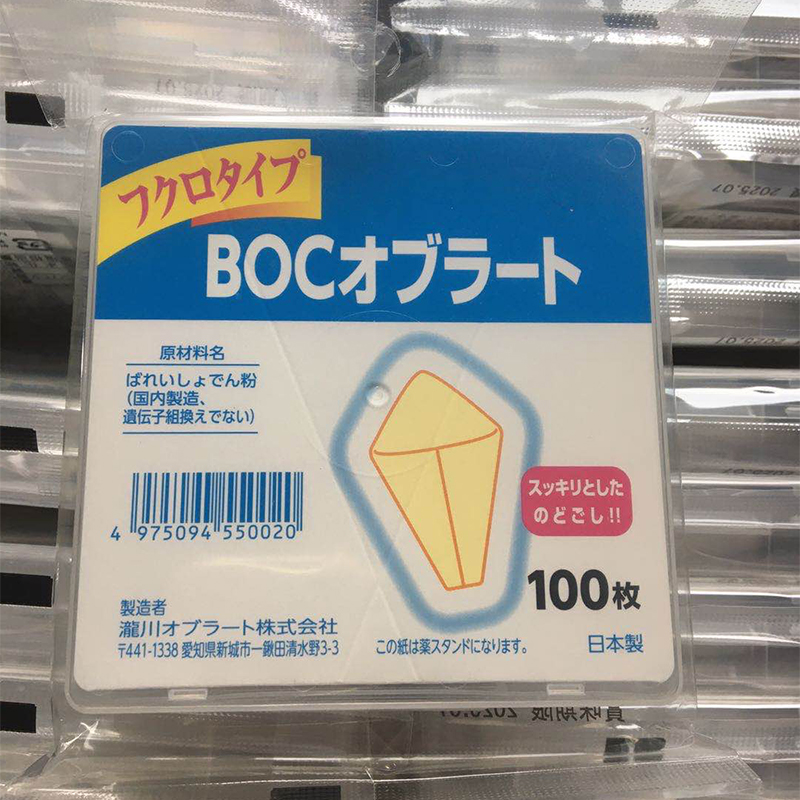 フクロタイプ
BOCオブラート
原材料名
ばれいしょでん粉
(国内製造、
遺伝子組換えでない)
4 975094 550020
スッキリとした
のどごし!!
100枚
製造者
瀧川オブラート株式会社
〒441-1338 愛知県新城市一鍬田清水野3-3
この紙は薬スタンドになります。
日本製
2025.07
賞味期限